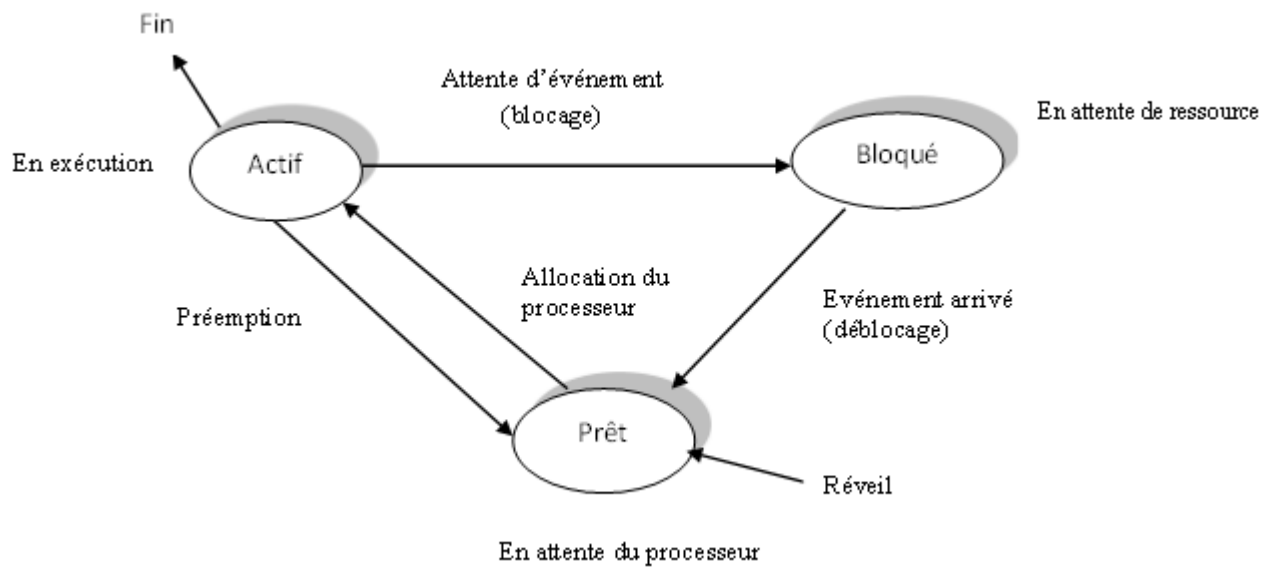 Fin
Attente d'événement
(blocage)
En attente de ressource
En exécution
Actif
Bloqué
Allocation du
processeur
Préemption
Evénement arrivé
(déblocage)
Prêt
Réveil
En attente du processeur